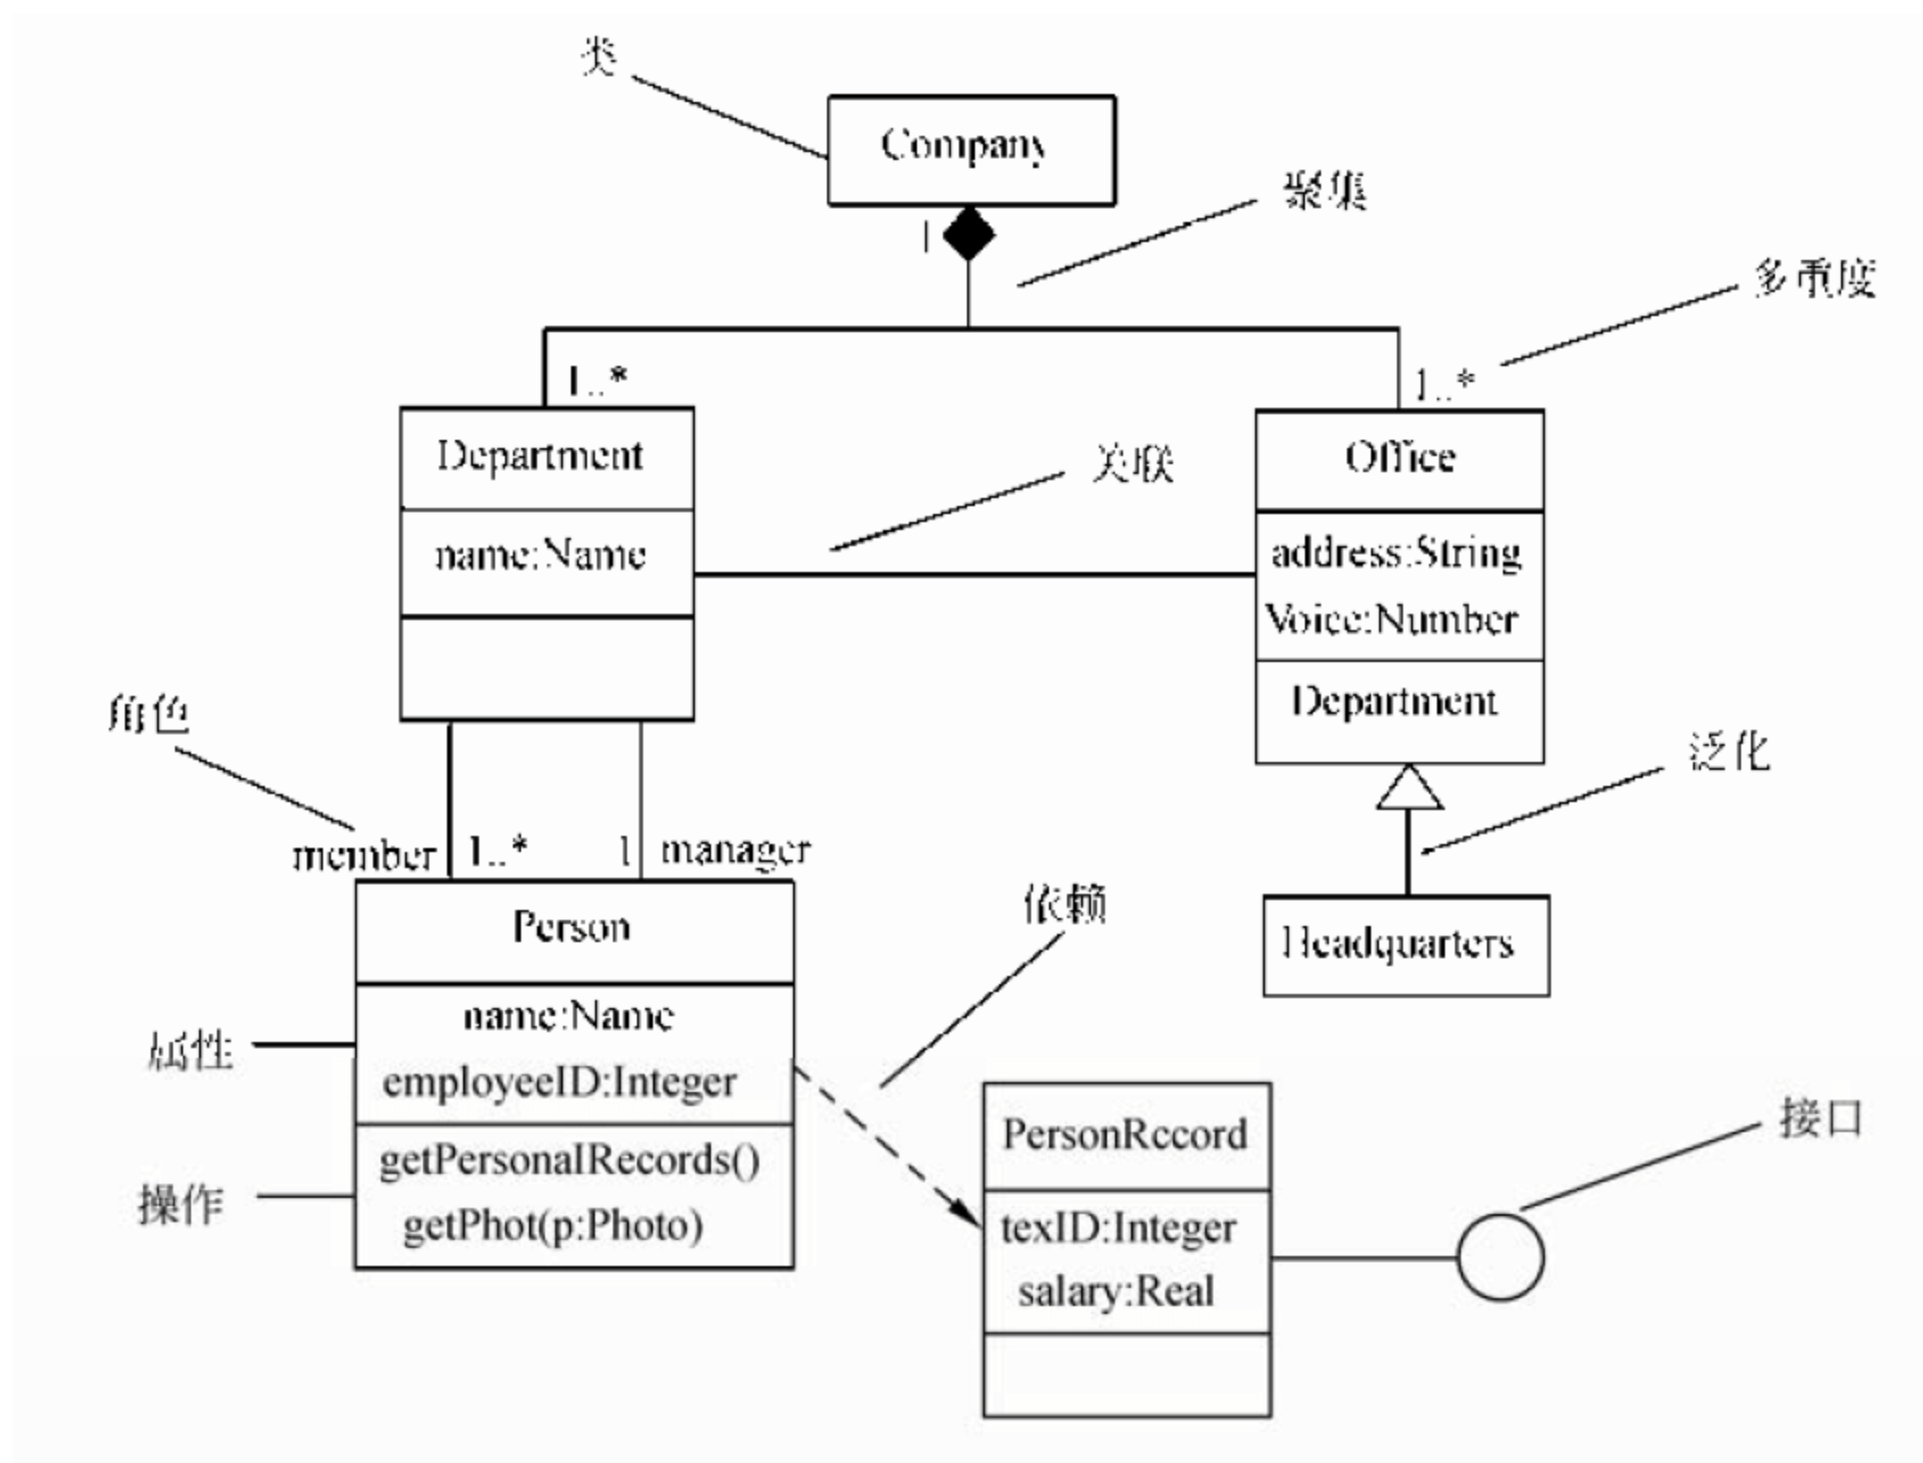 类
Company
聚集
1
多重度
1..*
1..*
Department
Office
关联
name:Name
address:String
Voice:Number
Department
角色
泛化
member
1..*
1
manager
依赖
Person
Headquarters
name:Name
属性
employeeID:Integer
PersonRecord
接口
getPersonalRecords()
操作
getPhot(p:Photo)
texID:Integer
salary:Real